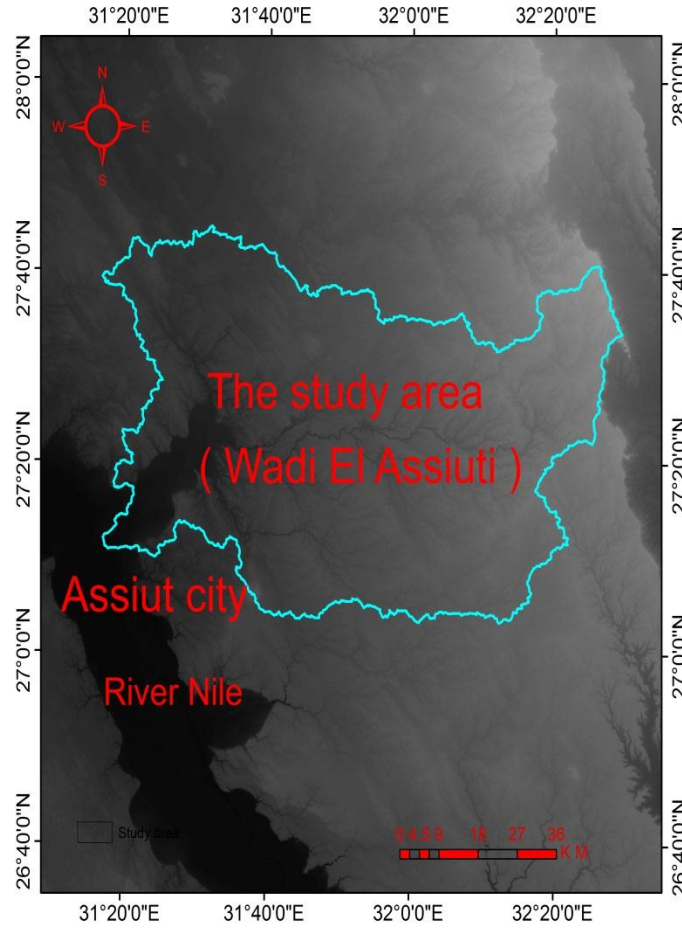 31°20'0"E 31°40'0"E 32°0'0"E 32°20'0"E
28°0'0"N 28°0'0"N
N
W E
S
27°40'0"N 27°40'0"N
The study area
( Wadi El Assiuti )
27°20'0"N 27°20'0"N
Assiut city
27°0'0"N 27°0'0"N
River Nile
Study area
0 4.5 9 18 27 36
K M
26°40'0"N 26°40'0"N
31°20'0"E 31°40'0"E 32°0'0"E 32°20'0"E